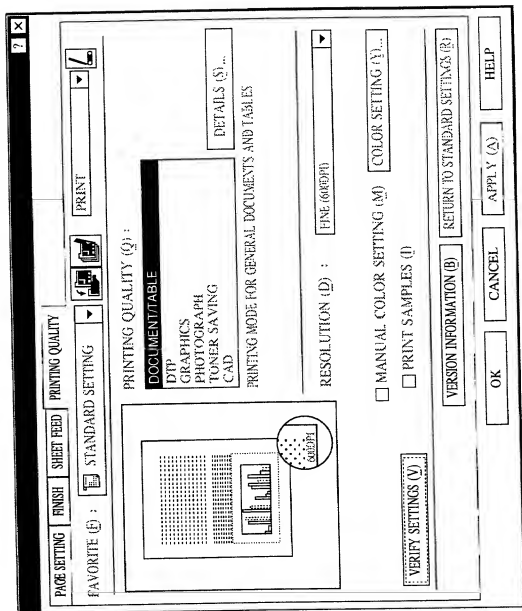 ? ×
PAGE SETTING FINISH SHEET FEED PRINTING QUALITY
FAVORITE (F) : STANDARD SETTING PRINT
PRINTING QUALITY (Q) :
DOCUMENT/TABLE
DTP
GRAPHICS
PHOTOGRAPH
TONER SAVING
CAD
DETAILS (S)...
PRINTING MODE FOR GENERAL DOCUMENTS AND TABLES
600DPI
RESOLUTION (D) : FINE (600DPI)
MANUAL COLOR SETTING (M) COLOR SETTING (Y)...
PRINT SAMPLES (I)
VERIFY SETTINGS (V)
VERSION INFORMATION (B) RETURN TO STANDARD SETTINGS (R)
OK CANCEL APPLY (A) HELP